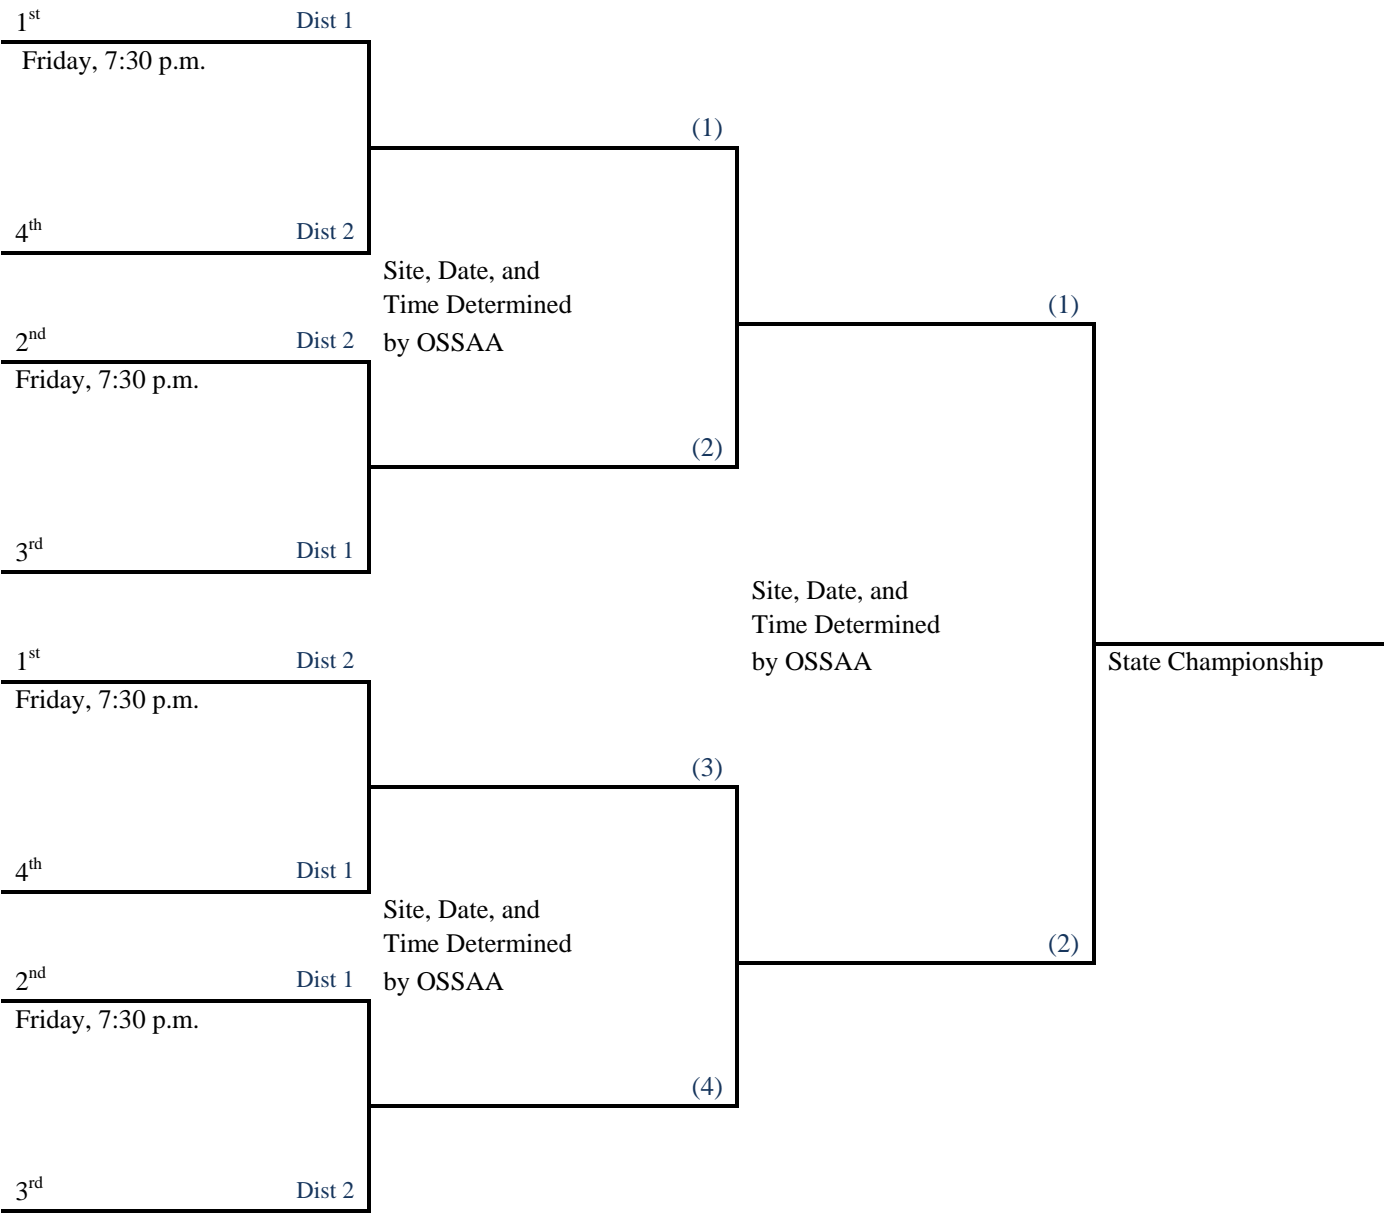 1st Dist 1
Friday, 7:30 p.m.
(1)
4th Dist 2
Site, Date, and
Time Determined
by OSSAA
(1)
2nd Dist 2
Friday, 7:30 p.m.
(2)
3rd Dist 1
Site, Date, and
Time Determined
by OSSAA
State Championship
1st Dist 2
Friday, 7:30 p.m.
(3)
4th Dist 1
Site, Date, and
Time Determined
by OSSAA
(2)
2nd Dist 1
Friday, 7:30 p.m.
(4)
3rd Dist 2